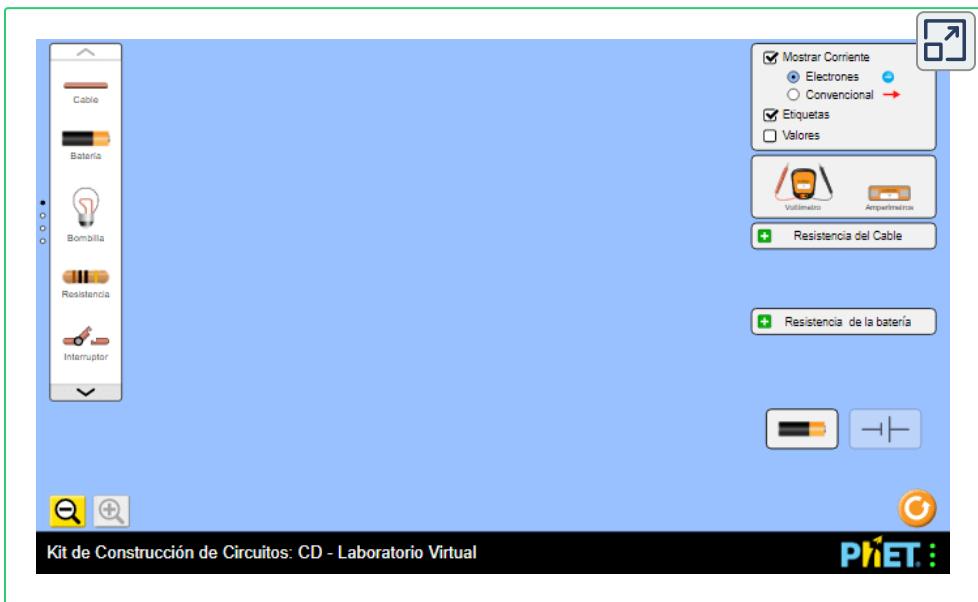 Cable
Batería
Bombilla
Resistencia
Interruptor
Mostrar Corriente
Electrones
Convencional
Etiquetas
Valores
Voltímetro
Amperímetros
Resistencia del Cable
Resistencia de la batería
Kit de Construcción de Circuitos: CD - Laboratorio Virtual
PhET